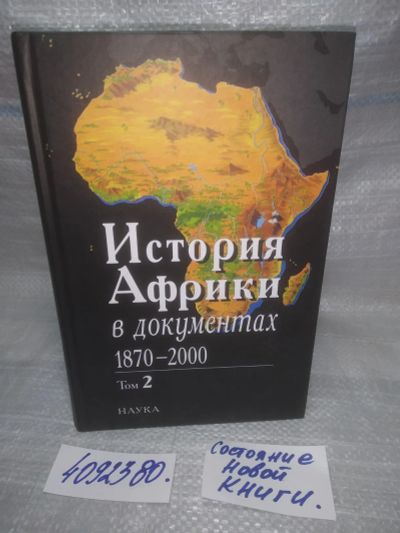 История
Африки
в документах
1870–2000
Том 2
НАУКА
4092380.
Состояние
новой
книги.